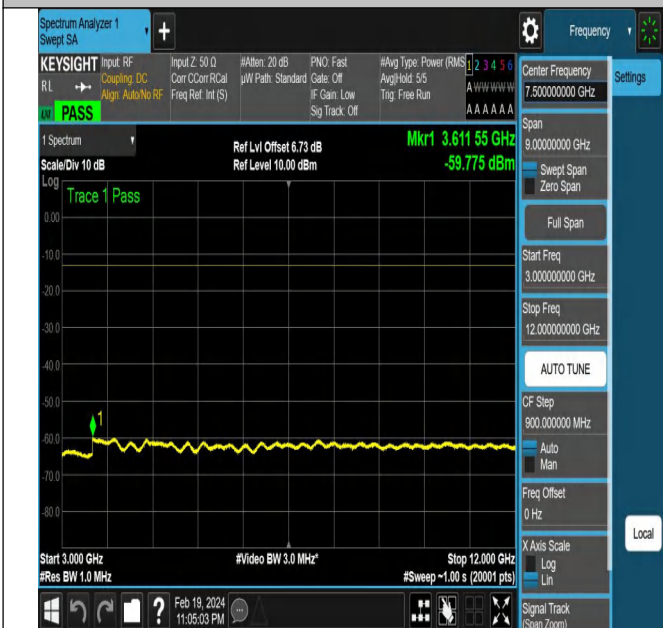 Spectrum Analyzer 1
Swept SA
+
Frequency
KEYSIGHT
RL
LXI
PASS
Input: RF
Coupling: DC
Align: Auto/No RF
Input Z: 50 Ω
Corr CCorr RCal
Freq Ref: Int (S)
#Atten: 20 dB
µW Path: Standard
PNO: Fast
Gate: Off
IF Gain: Low
Sig Track: Off
#Avg Type: Power (RMS
Avg|Hold: 5/5
Trig: Free Run
1 2 3 4 5 6
A W W W W W
A A A A A A
1 Spectrum
Scale/Div 10 dB
Log
Ref Lvl Offset 6.73 dB
Ref Level 10.00 dBm
Mkr1 3.611 55 GHz
-59.775 dBm
Trace 1 Pass
0.00
-10.0
-20.0
-30.0
-40.0
-50.0
-60.0
-70.0
-80.0
1
Start 3.000 GHz
#Res BW 1.0 MHz
#Video BW 3.0 MHz*
Stop 12.000 GHz
#Sweep ~1.00 s (20001 pts)
?
Feb 19, 2024
11:05:03 PM
Center Frequency
7.500000000 GHz
Settings
Span
9.00000000 GHz
Swept Span
Zero Span
Full Span
Start Freq
3.000000000 GHz
Stop Freq
12.000000000 GHz
AUTO TUNE
CF Step
900.000000 MHz
Auto
Man
Freq Offset
0 Hz
X Axis Scale
Log
Lin
Local
Signal Track
(Span Zoom)